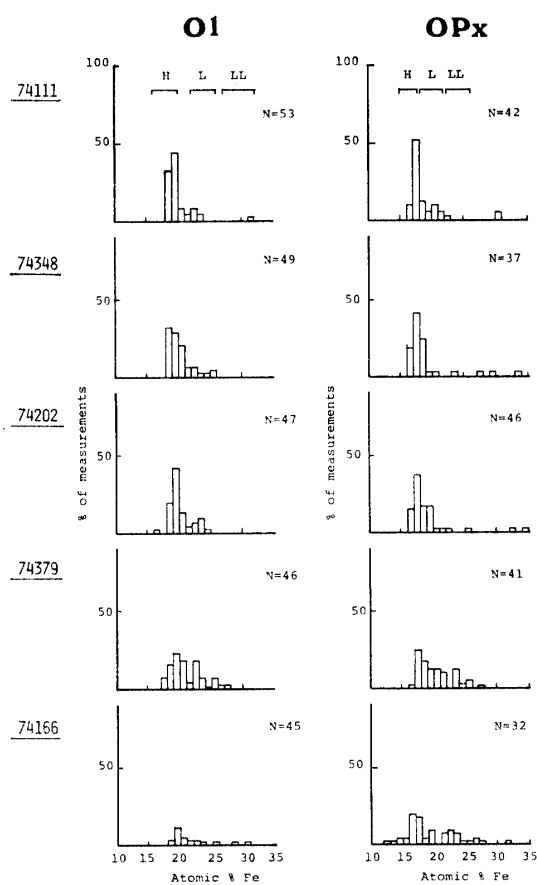 Ol OPx
100
H L LL H L LL
74111
N=53 N=42
50 50
74348
N=49 N=37
50 50
% of measurements % of measurements
74202
N=47 N=46
50 50
74379
N=46 N=41
50 50
74166
N=45 N=32
50 50
10 15 20 25 30 35 10 15 20 25 30 35
Atomic % Fe Atomic % Fe